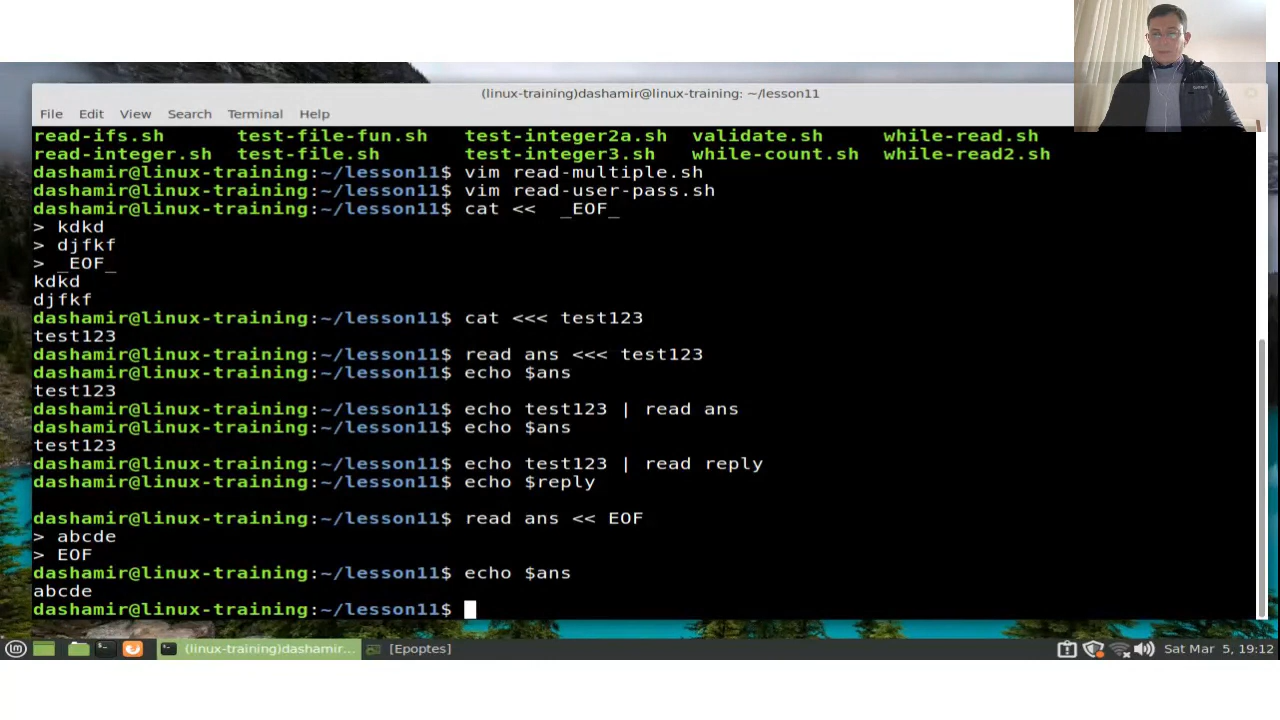 (linux-training)dashamir@linux-training: ~/lesson11
File Edit View Search Terminal Help
read-ifs.sh test-file-fun.sh test-integer2a.sh validate.sh while-read.sh
read-integer.sh test-file.sh test-integer3.sh while-count.sh while-read2.sh
dashamir@linux-training:~/lesson11$ vim read-multiple.sh
dashamir@linux-training:~/lesson11$ vim read-user-pass.sh
dashamir@linux-training:~/lesson11$ cat <<  _EOF_
> kdkd
> djfkf
> _EOF_
kdkd
djfkf
dashamir@linux-training:~/lesson11$ cat <<< test123
test123
dashamir@linux-training:~/lesson11$ read ans <<< test123
dashamir@linux-training:~/lesson11$ echo $ans
test123
dashamir@linux-training:~/lesson11$ echo test123 | read ans
dashamir@linux-training:~/lesson11$ echo $ans
test123
dashamir@linux-training:~/lesson11$ echo test123 | read reply
dashamir@linux-training:~/lesson11$ echo $reply
dashamir@linux-training:~/lesson11$ read ans << EOF
> abcde
> EOF
dashamir@linux-training:~/lesson11$ echo $ans
abcde
dashamir@linux-training:~/lesson11$
(linux-training)dashamir... [Epoptes] Sat Mar 5, 19:12